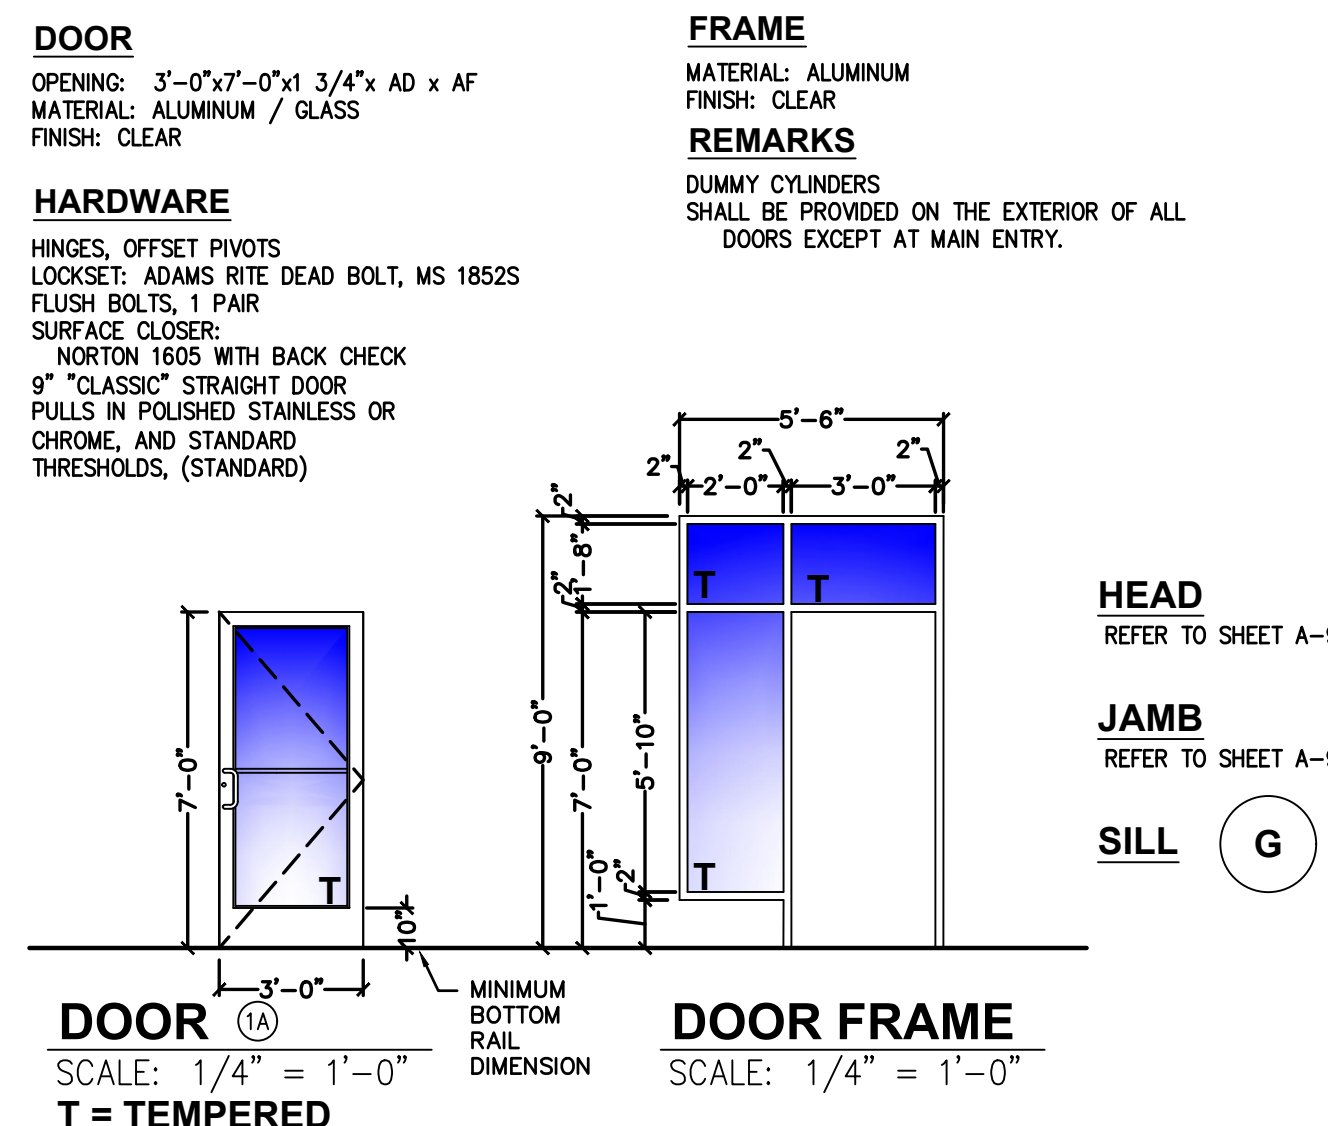 DOOR
OPENING: 3'-0"x7'-0"x1 3/4"x AD x AF
MATERIAL: ALUMINUM / GLASS
FINISH: CLEAR
HARDWARE
HINGES, OFFSET PIVOTS
LOCKSET: ADAMS RITE DEAD BOLT, MS 1852S
FLUSH BOLTS, 1 PAIR
SURFACE CLOSER:
NORTON 1605 WITH BACK CHECK
9" "CLASSIC" STRAIGHT DOOR
PULLS IN POLISHED STAINLESS OR
CHROME, AND STANDARD
THRESHOLDS, (STANDARD)
FRAME
MATERIAL: ALUMINUM
FINISH: CLEAR
REMARKS
DUMMY CYLINDERS
SHALL BE PROVIDED ON THE EXTERIOR OF ALL
DOORS EXCEPT AT MAIN ENTRY.
7'-0"
T
10"
3'-0"
MINIMUM
BOTTOM
RAIL
DIMENSION
DOOR 1A
SCALE: 1/4" = 1'-0"
T = TEMPERED
5'-6"
2"
2"
2"
2'-0"
3'-0"
2"
1'-8"
2"
9'-0"
7'-0"
5'-10"
1'-0"
2"
T
T
T
DOOR FRAME
SCALE: 1/4" = 1'-0"
HEAD
REFER TO SHEET A-9
JAMB
REFER TO SHEET A-9
SILL G